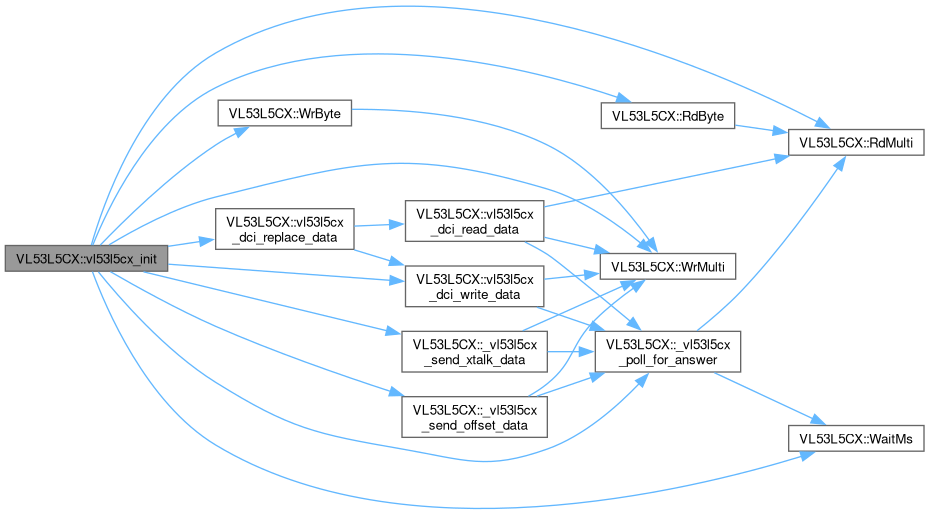 VL53L5CX::vl53l5cx_init
VL53L5CX::WrByte
VL53L5CX::vl53l5cx
_dci_replace_data
VL53L5CX::vl53l5cx
_dci_read_data
VL53L5CX::vl53l5cx
_dci_write_data
VL53L5CX::_vl53l5cx
_send_xtalk_data
VL53L5CX::_vl53l5cx
_send_offset_data
VL53L5CX::RdByte
VL53L5CX::WrMulti
VL53L5CX::_vl53l5cx
_poll_for_answer
VL53L5CX::RdMulti
VL53L5CX::WaitMs